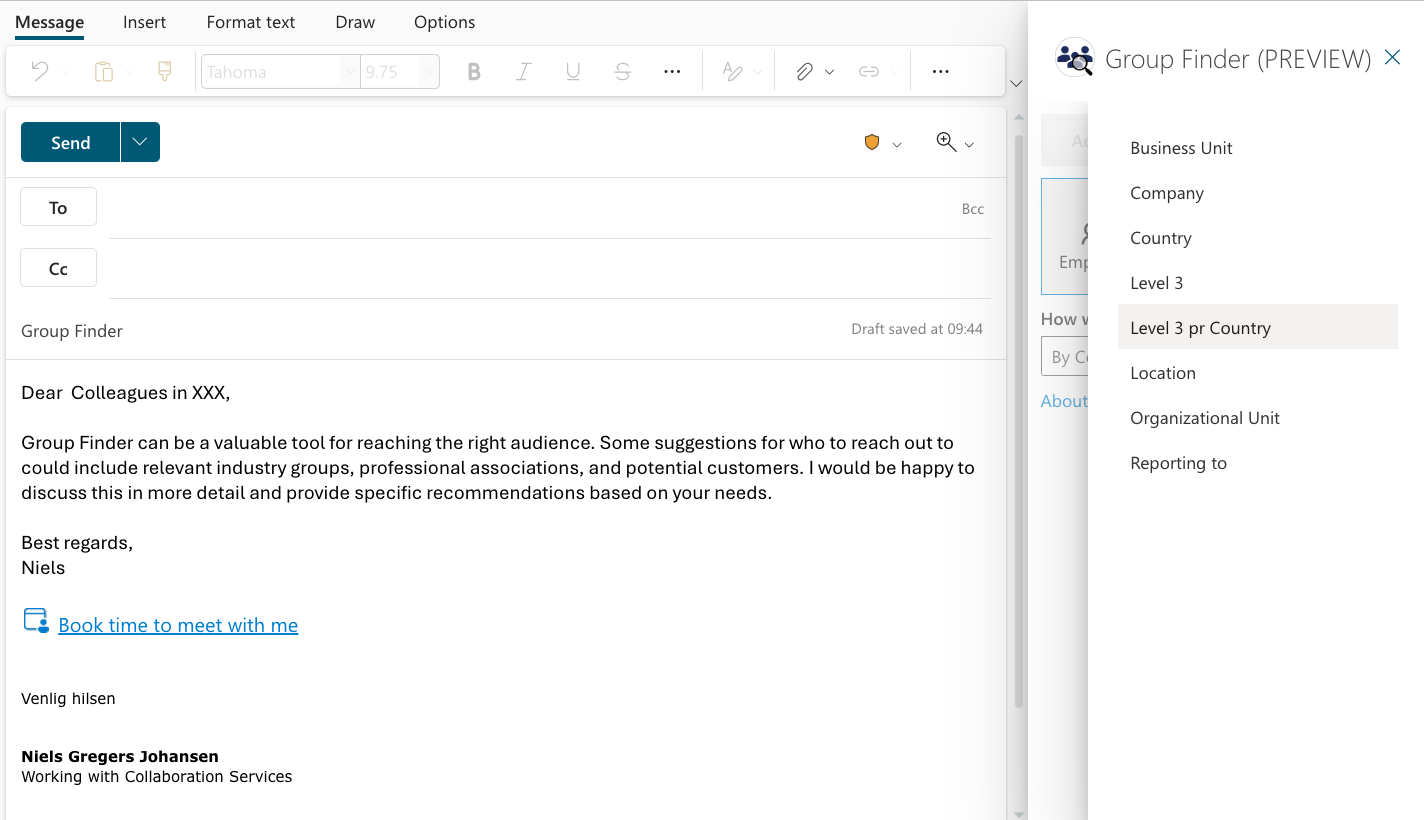 Message Insert Format text Draw Options
Tahoma 9.75 B I U S
Send
To Bcc
Cc
Group Finder Draft saved at 09:44
Dear  Colleagues in XXX,
Group Finder can be a valuable tool for reaching the right audience. Some suggestions for who to reach out to
could include relevant industry groups, professional associations, and potential customers. I would be happy to
discuss this in more detail and provide specific recommendations based on your needs.
Best regards,
Niels
Book time to meet with me
Venlig hilsen
Niels Gregers Johansen
Working with Collaboration Services
Group Finder (PREVIEW)
How
By
About
Business Unit
Company
Country
Level 3
Level 3 pr Country
Location
Organizational Unit
Reporting to